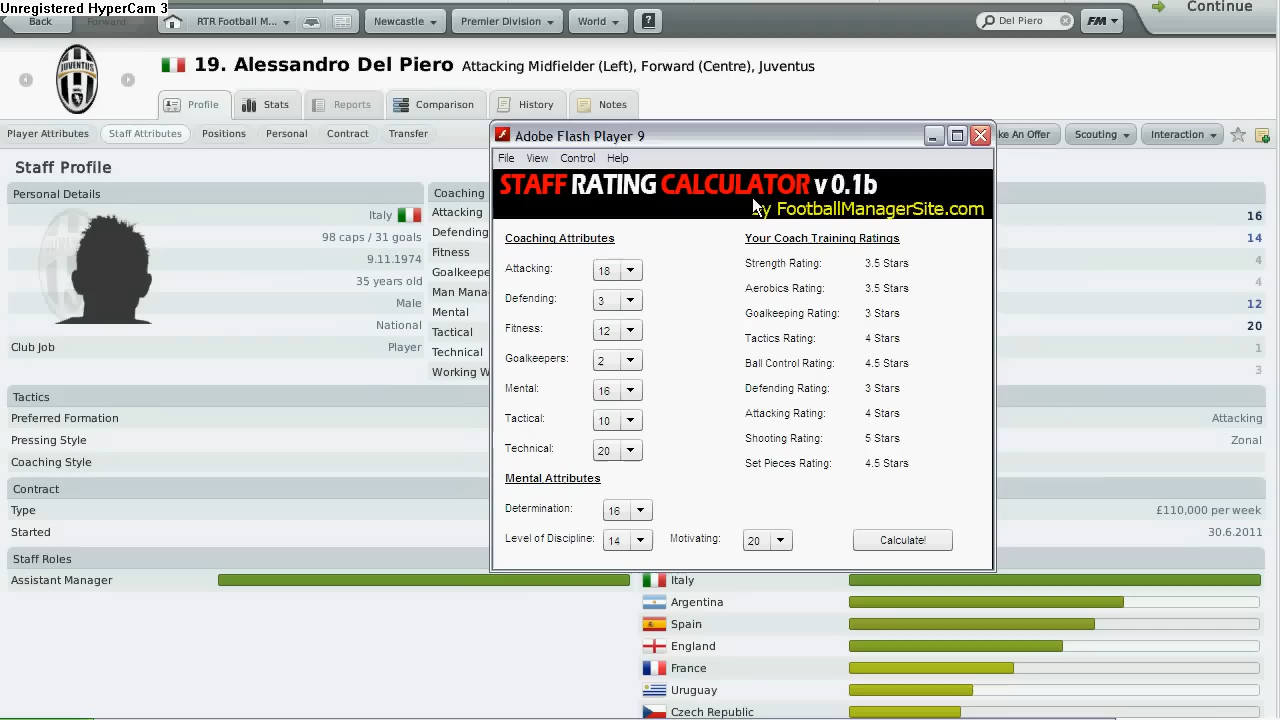 Unregistered HyperCam 3
Back
Forward
RTR Football M...
Newcastle
Premier Division
World
?
Del Piero
FM
Continue
19. Alessandro Del Piero Attacking Midfielder (Left), Forward (Centre), Juventus
JUVENTUS
Profile
Stats
Reports
Comparison
History
Notes
Player Attributes
Staff Attributes
Positions
Personal
Contract
Transfer
ke An Offer
Scouting
Interaction
Staff Profile
Personal Details
Italy
98 caps / 31 goals
9.11.1974
35 years old
Male
National
Club Job
Player
Coaching
Attacking
Defending
Fitness
Goalkeepe
Man Mana
Mental
Tactical
Technical
Working W
16
14
4
4
12
20
1
3
Tactics
Preferred Formation
Attacking
Pressing Style
Zonal
Coaching Style
Contract
Type
£110,000 per week
Started
30.6.2011
Staff Roles
Assistant Manager
Italy
Argentina
Spain
England
France
Uruguay
Czech Republic
Adobe Flash Player 9
File View Control Help
STAFF RATING CALCULATOR v 0.1b
y FootballManagerSite.com
Coaching Attributes
Attacking: 18
Defending: 3
Fitness: 12
Goalkeepers: 2
Mental: 16
Tactical: 10
Technical: 20
Mental Attributes
Determination: 16
Level of Discipline: 14
Motivating: 20
Your Coach Training Ratings
Strength Rating: 3.5 Stars
Aerobics Rating: 3.5 Stars
Goalkeeping Rating: 3 Stars
Tactics Rating: 4 Stars
Ball Control Rating: 4.5 Stars
Defending Rating: 3 Stars
Attacking Rating: 4 Stars
Shooting Rating: 5 Stars
Set Pieces Rating: 4.5 Stars
Calculate!